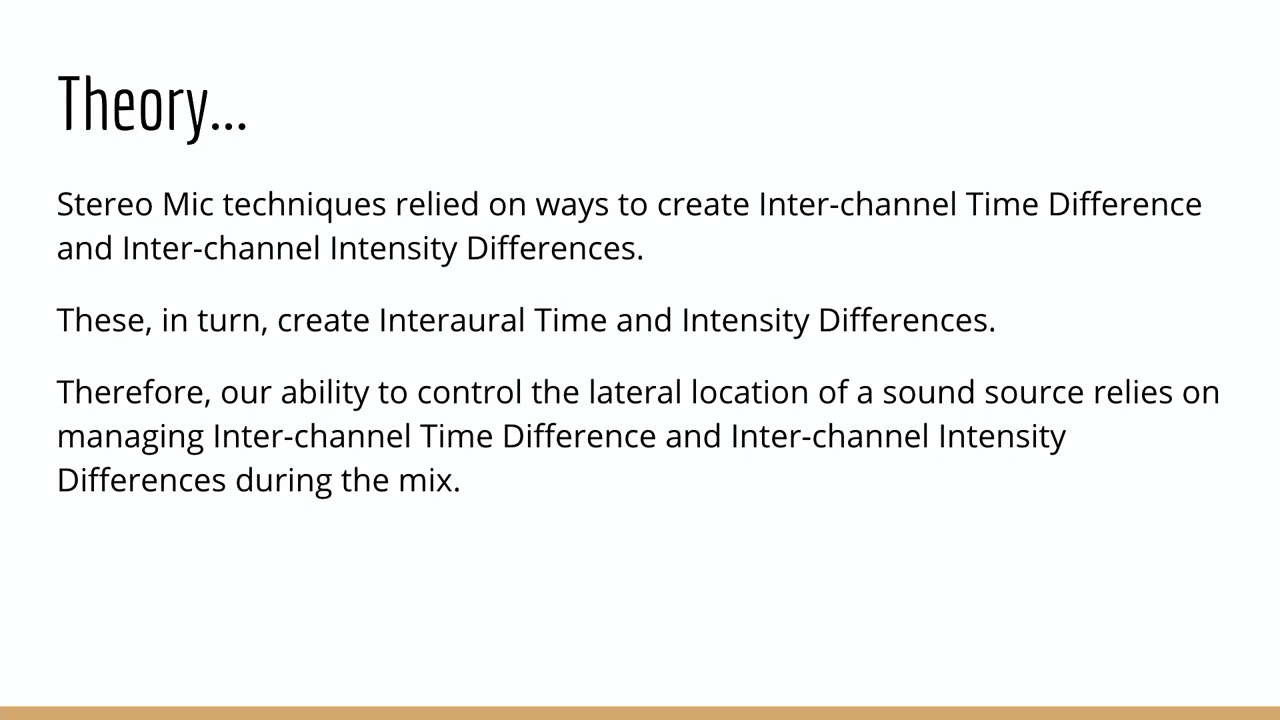 Theory...
Stereo Mic techniques relied on ways to create Inter-channel Time Difference
and Inter-channel Intensity Differences.
These, in turn, create Interaural Time and Intensity Differences.
Therefore, our ability to control the lateral location of a sound source relies on
managing Inter-channel Time Difference and Inter-channel Intensity
Differences during the mix.